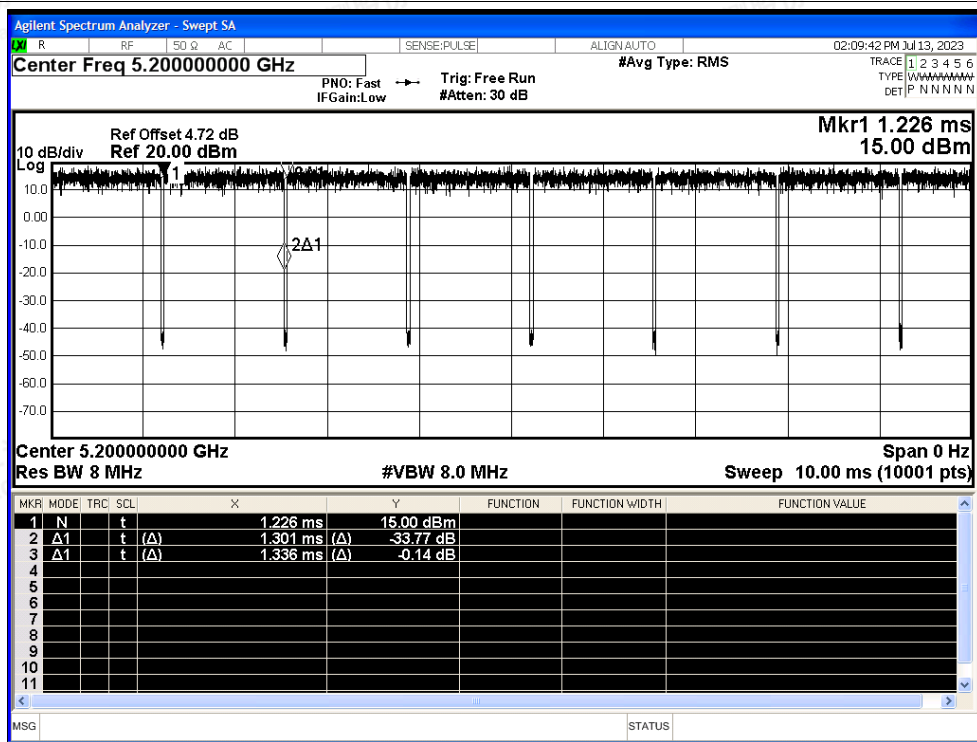 Agilent Spectrum Analyzer - Swept SA
LXI R RF 50 Ω AC SENSE:PULSE ALIGN AUTO 02:09:42 PM Jul 13, 2023
Center Freq 5.200000000 GHz #Avg Type: RMS TRACE 1 2 3 4 5 6
PNO: Fast Trig: Free Run TYPE
IFGain:Low #Atten: 30 dB DET P N N N N N
Mkr1 1.226 ms
Ref Offset 4.72 dB
10 dB/div Ref 20.00 dBm 15.00 dBm
Log
1
10.0
0.00
-10.0
2Δ1
-20.0
-30.0
-40.0
-50.0
-60.0
-70.0
Center 5.200000000 GHz Span 0 Hz
Res BW 8 MHz #VBW 8.0 MHz Sweep 10.00 ms (10001 pts)
MKR MODE TRC SCL X Y FUNCTION FUNCTION WIDTH FUNCTION VALUE
1 N t 1.226 ms 15.00 dBm
2 Δ1 t (Δ) 1.301 ms (Δ) -33.77 dB
3 Δ1 t (Δ) 1.336 ms (Δ) -0.14 dB
4
5
6
7
8
9
10
11
MSG STATUS